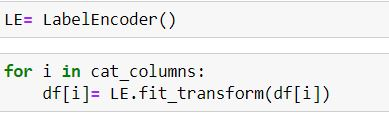 LE= LabelEncoder()
for i in cat_columns:
    df[i]= LE.fit_transform(df[i])